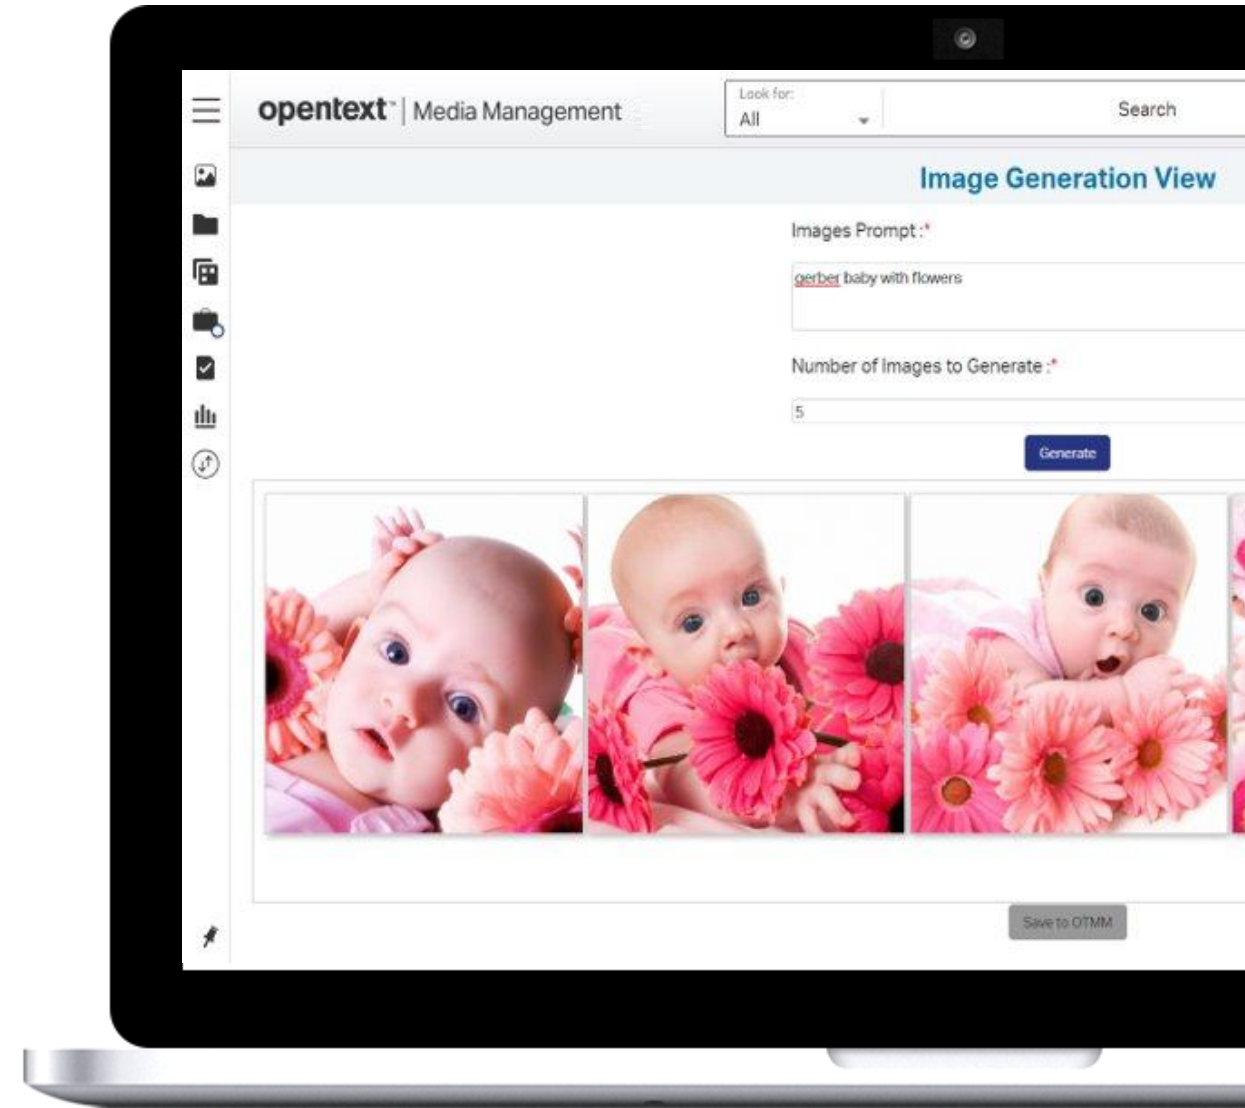 opentext™ | Media Management
Look for:
All
Search
Image Generation View
Images Prompt :*
gerber baby with flowers
Number of Images to Generate :*
5
Generate
Save to OTMM